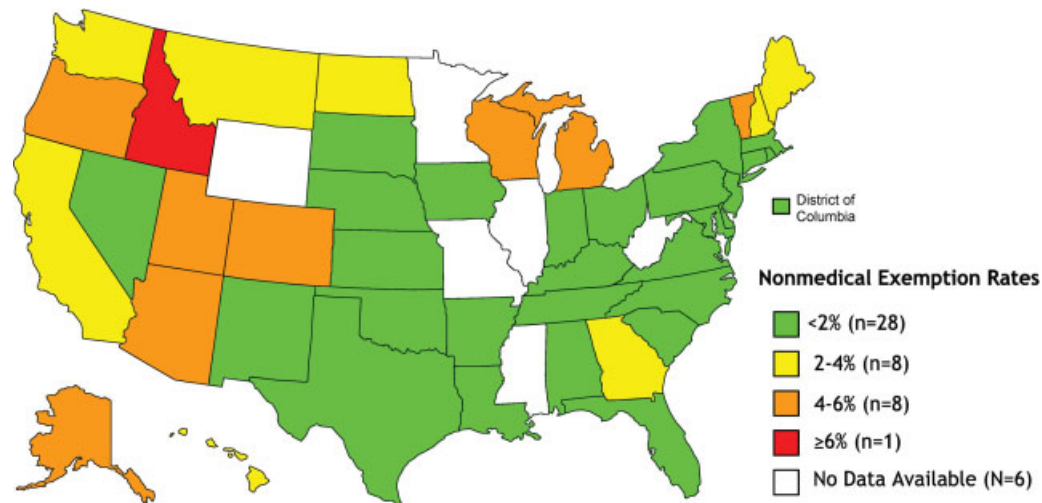 District of
Columbia
Nonmedical Exemption Rates
<2% (n=28)
2-4% (n=8)
4-6% (n=8)
≥6% (n=1)
No Data Available (N=6)